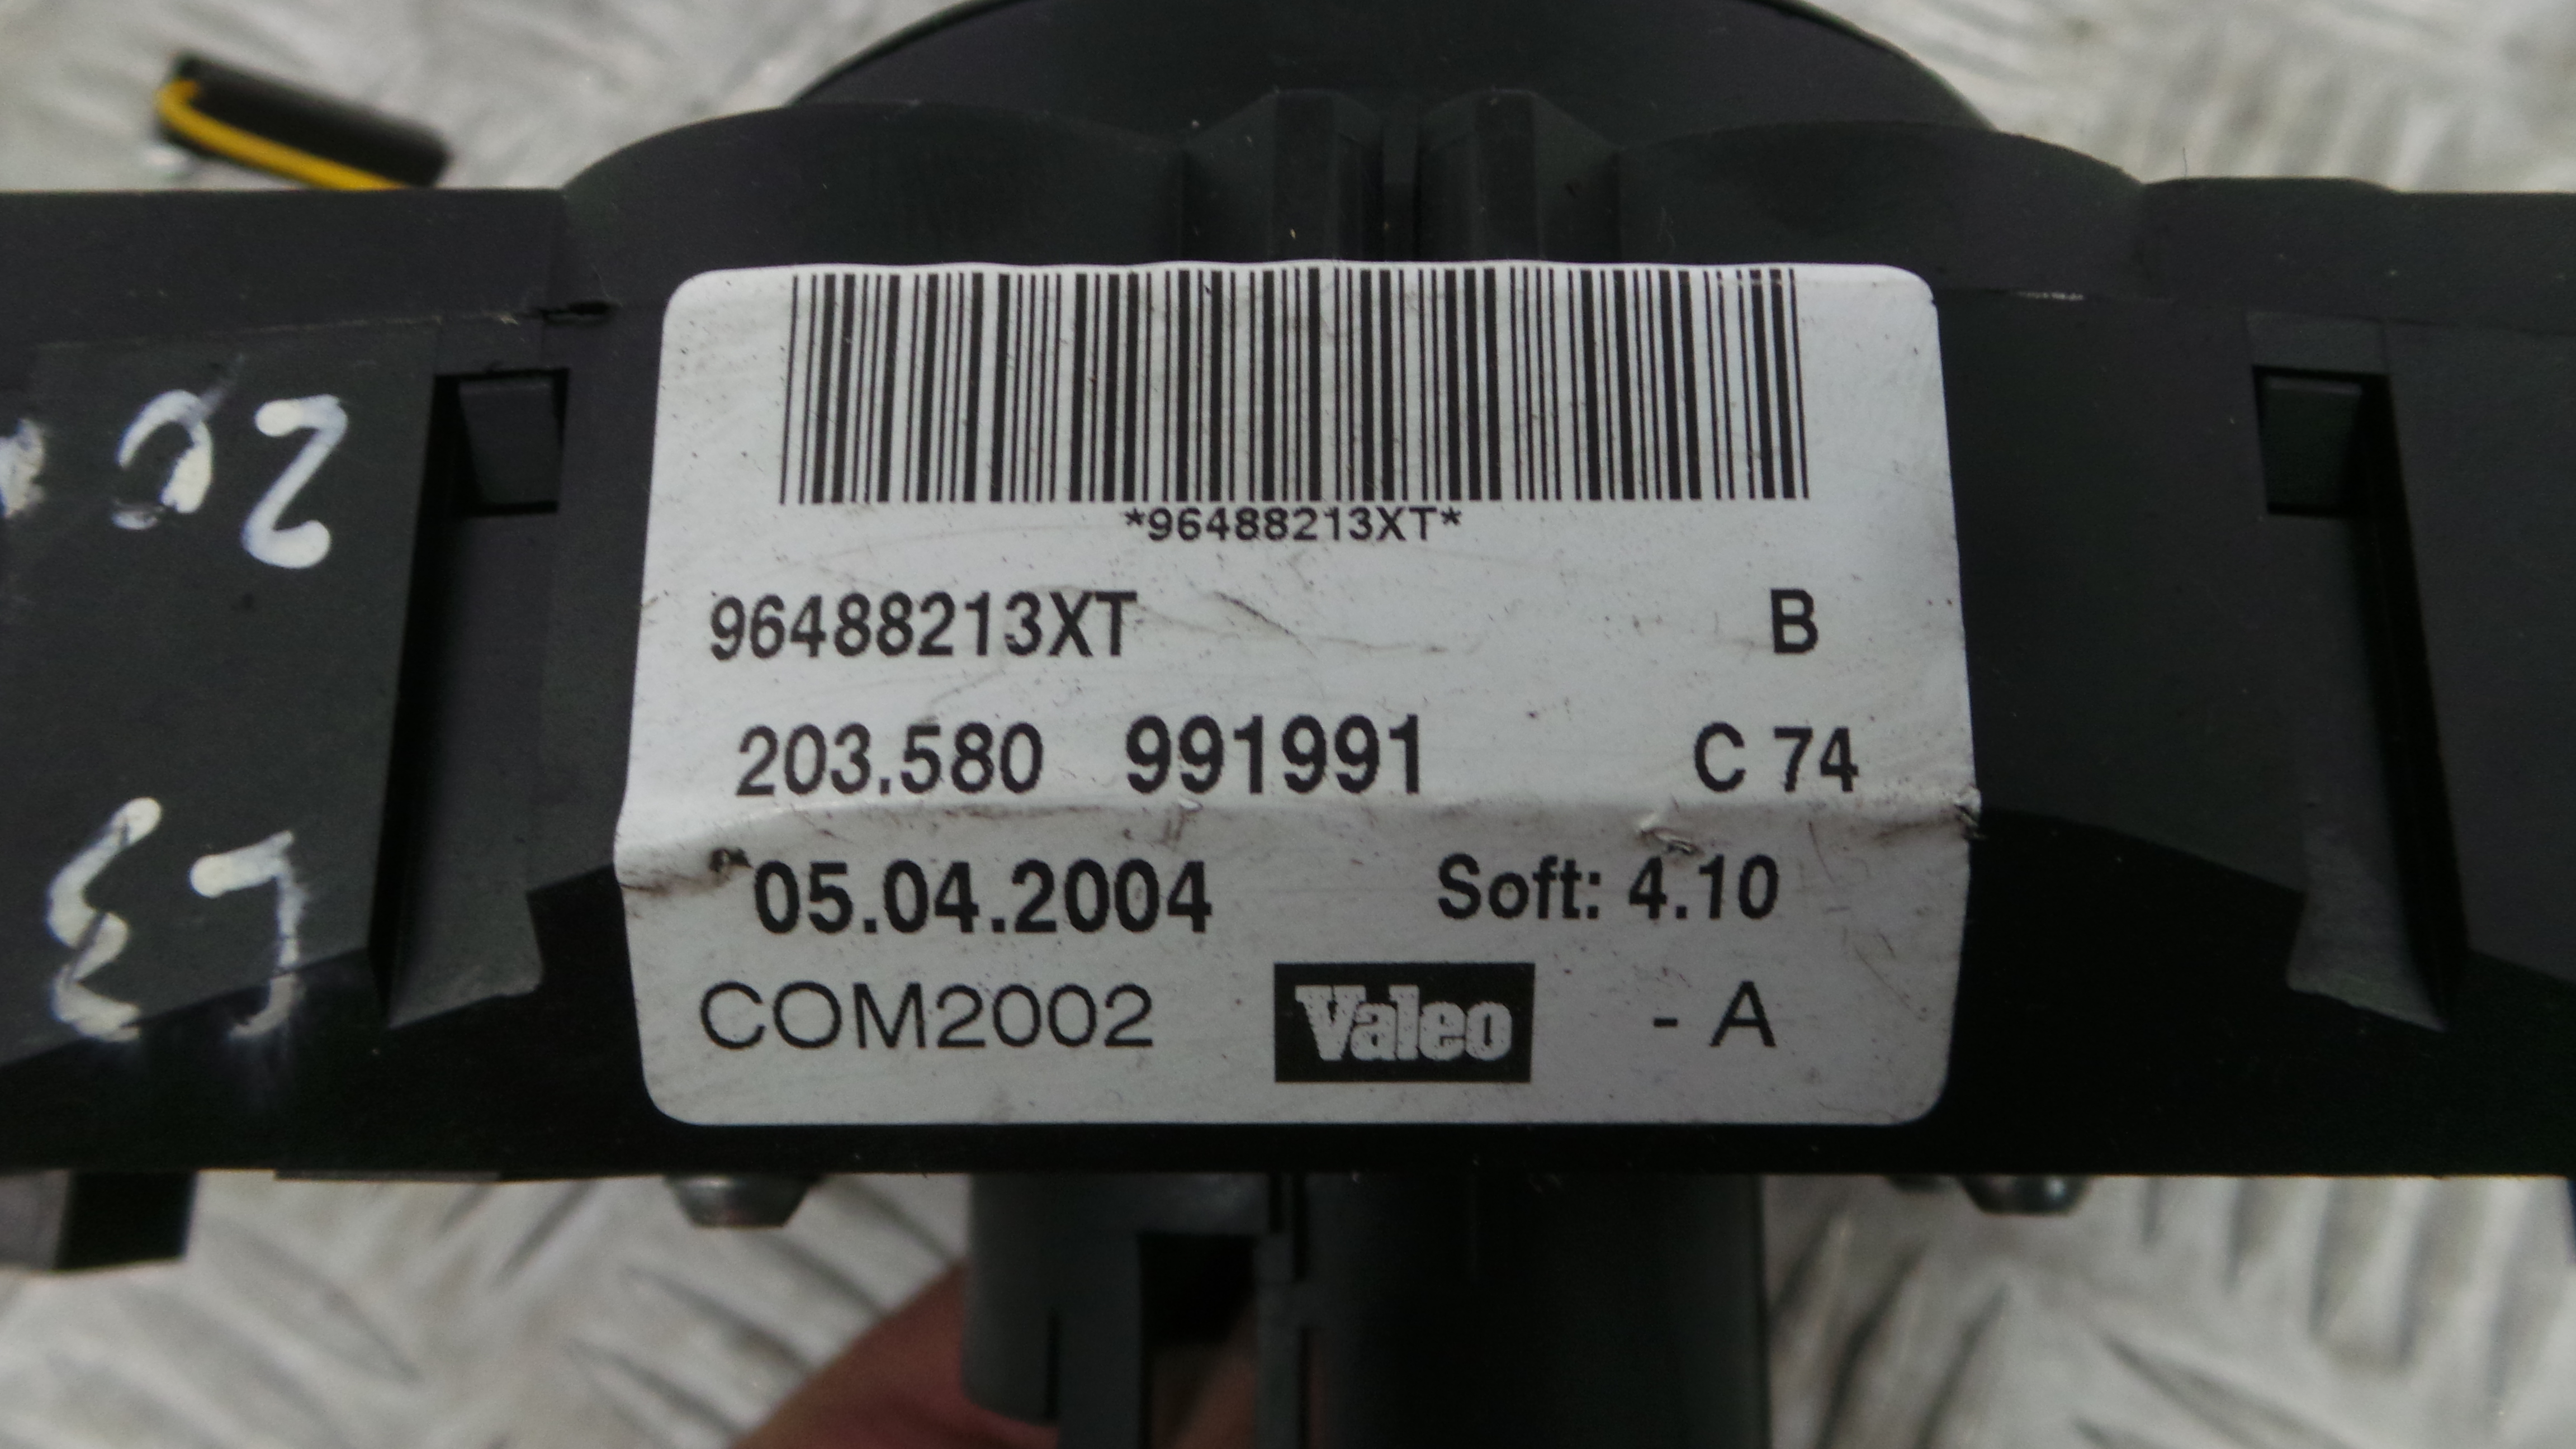 *96488213XT*
96488213XT B
203.580 991991 C 74
05.04.2004 Soft: 4.10
COM2002 Valeo - A